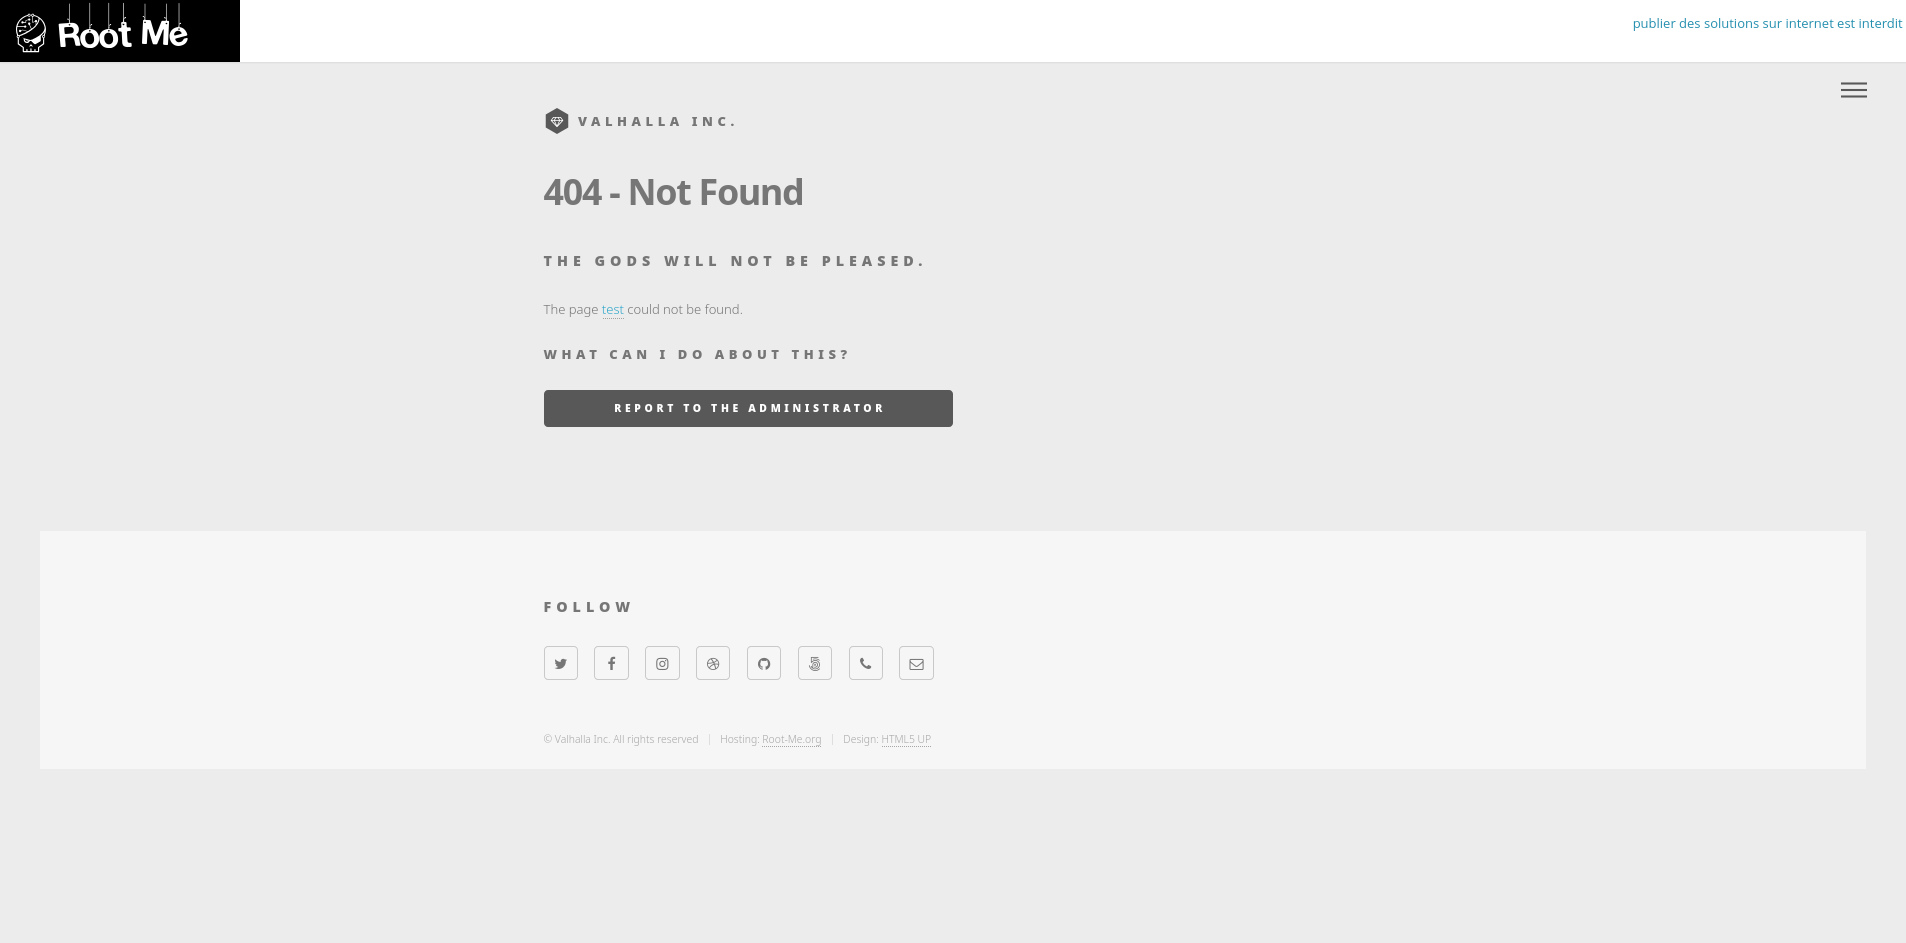 Root Me
publier des solutions sur internet est interdit
VALHALLA INC.
404 - Not Found
THE GODS WILL NOT BE PLEASED.
The page test could not be found.
WHAT CAN I DO ABOUT THIS?
REPORT TO THE ADMINISTRATOR
FOLLOW
© Valhalla Inc. All rights reserved Hosting: Root-Me.org Design: HTML5 UP